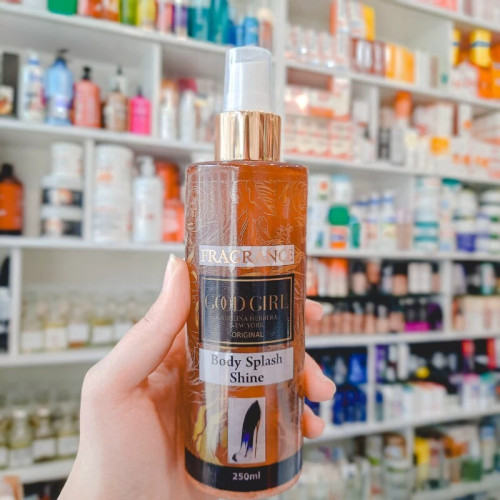 FRAGRANCE
GOOD GIRL
CAROLINA HERRERA
NEW YORK
ORIGINAL
Body Splash
Shine
250ml